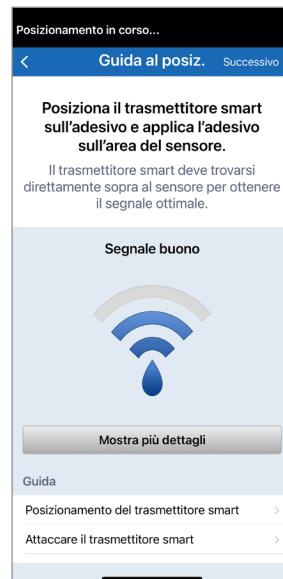 Posizionamento in corso...
Guida al posiz. Successivo
Posiziona il trasmettitore smart
sull'adesivo e applica l'adesivo
sull'area del sensore.
Il trasmettitore smart deve trovarsi
direttamente sopra al sensore per ottenere
il segnale ottimale.
Segnale buono
Mostra più dettagli
Guida
Posizionamento del trasmettitore smart
Attaccare il trasmettitore smart